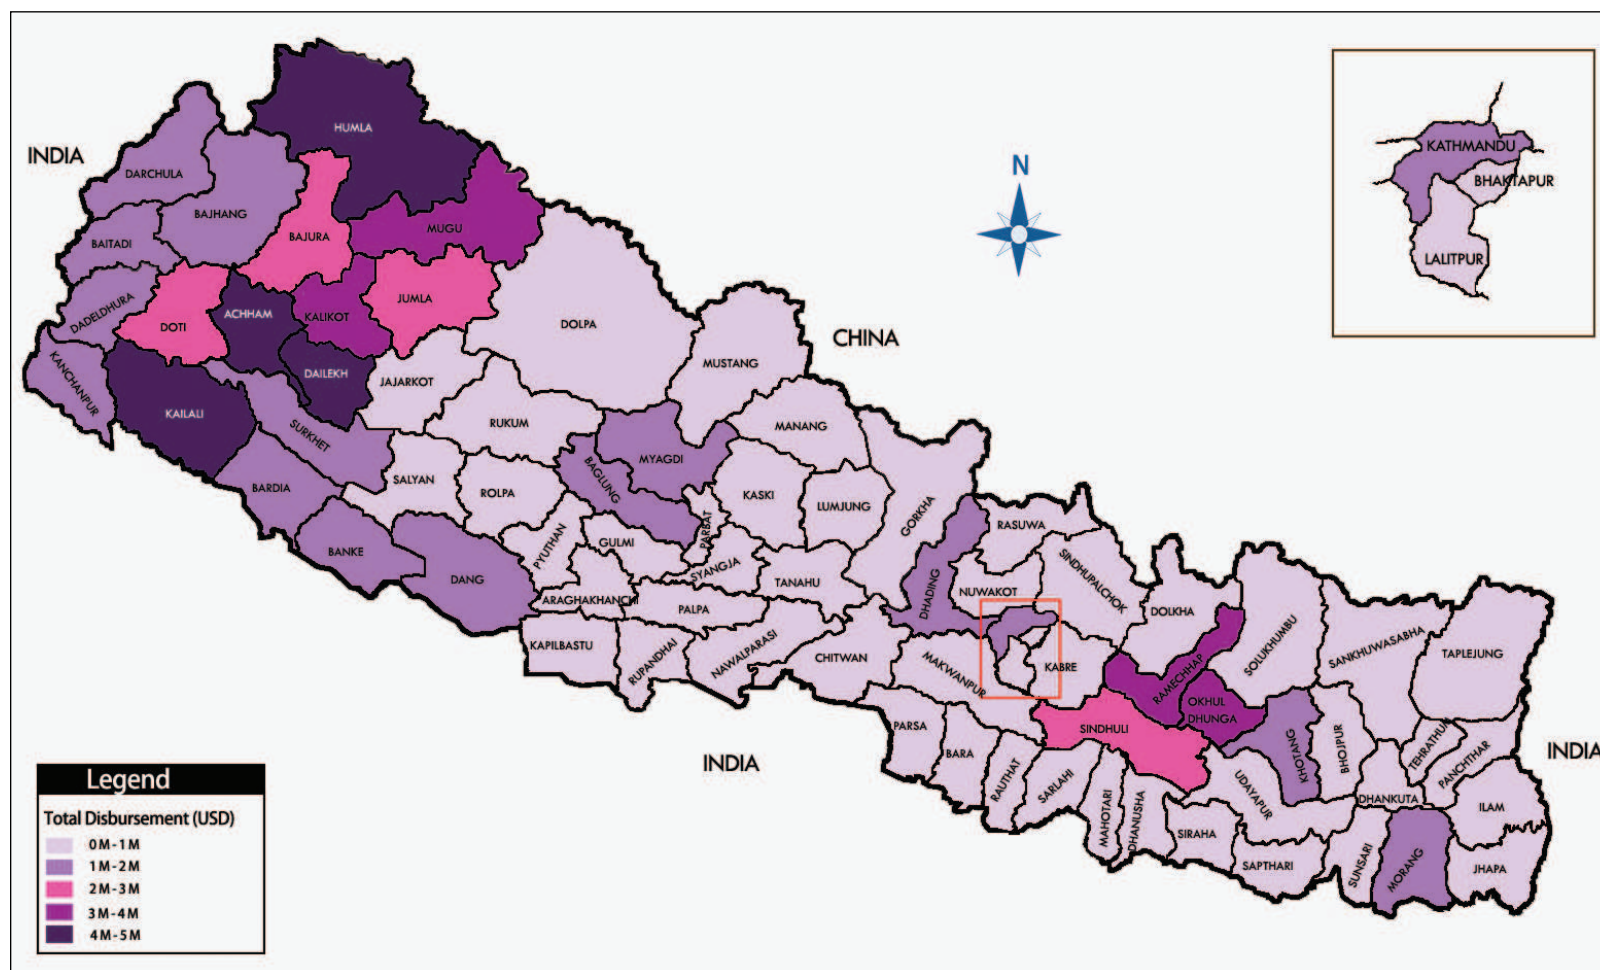 HUMLA
INDIA
DARCHULA
BAJHANG
BAITADI
BAJURA
MUGU
DADELDHURA
DOTI
ACHHAM
KALIKOT
JUMLA
DOLPA
KANCHANPUR
DAILEKH
JAJARKOT
MUSTANG
CHINA
KAILALI
SURKHET
RUKUM
MANANG
BARDIA
SALYAN
ROLPA
BAGLUNG
MYAGDI
KASKI
LUMJUNG
GORKHA
BANKE
DANG
PYUTHAN
GULMI
PARBAT
SYANGJA
TANAHU
ARAGHAKHANCHI
PALPA
KAPILBASTU
RUPANDHAI
NAWALPARASI
CHITWAN
DHADING
RASUWA
NUWAKOT
SINDHUPALCHOK
DOLKHA
MAKWANPUR
KABRE
RAMECHHAP
OKHUL
DHUNGA
SOLUKHUMBU
SANKHUWASABHA
TAPLEJUNG
PARSA
BARA
RAUTHAT
SARLAHI
SINDHULI
MAHOTARI
DHANUSHA
SIRAHA
UDAYAPUR
SAPTHARI
KHOTANG
BHOJPUR
DHANKUTA
TEHRATHUM
PANCHTHAR
ILAM
SUNSARI
MORANG
JHAPA
INDIA
INDIA
N
KATHMANDU
BHAKTAPUR
LALITPUR
Legend
Total Disbursement (USD)
0M-1M
1M-2M
2M-3M
3M-4M
4M-5M